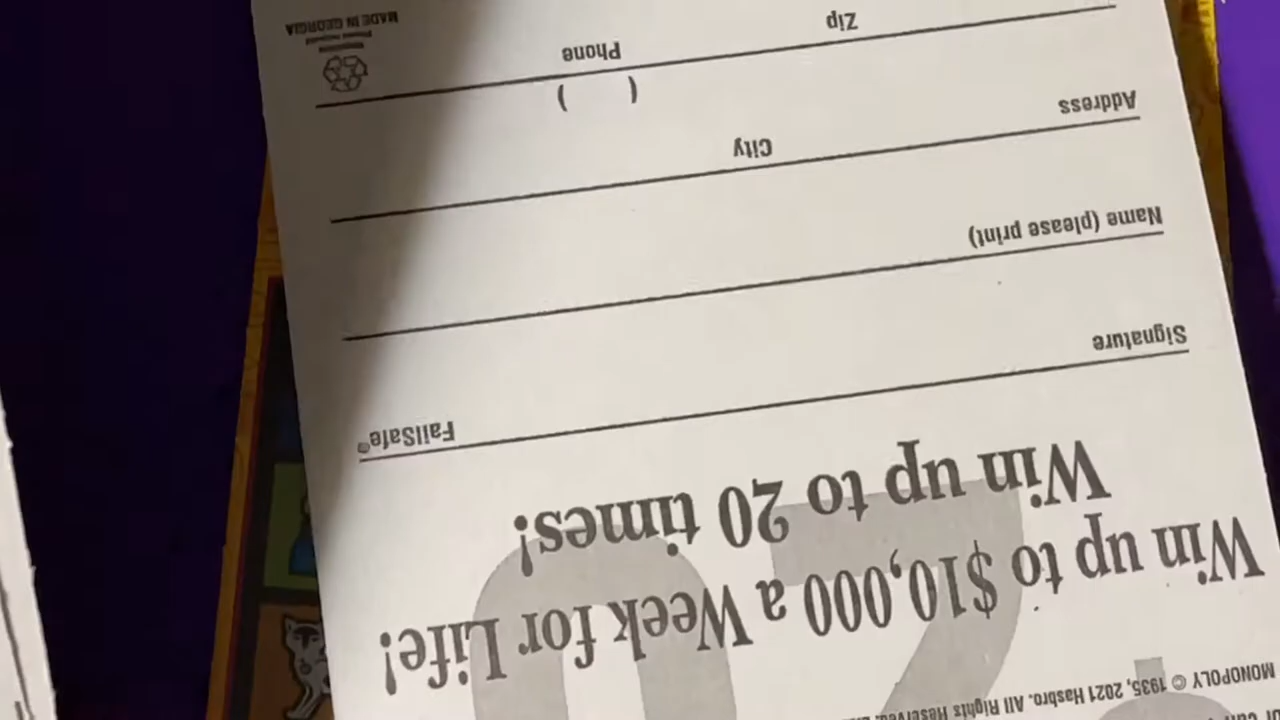 MONOPOLY © 1935, 2021 Hasbro. All Rights Reserved.
Win up to $10,000 a Week for Life!
Win up to 20 times!
Signature FailSafe®
Name (please print)
Address City
( )
Zip Phone
MADE IN GEORGIA